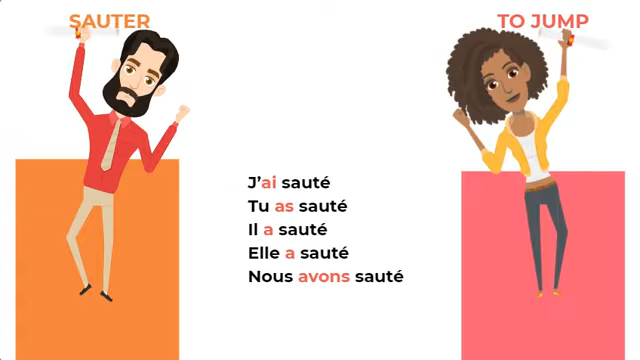 SAUTER
TO JUMP
J'ai sauté
Tu as sauté
Il a sauté
Elle a sauté
Nous avons sauté